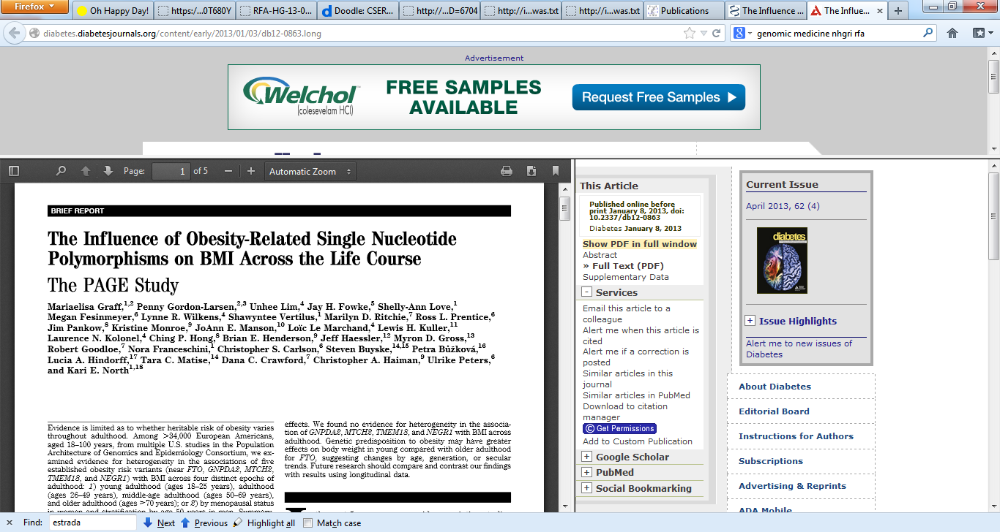 Firefox
Oh Happy Day!
https:...0T680Y
RFA-HG-13-0...
Doodle: CSER...
http://...D=6704
http://i...was.txt
http://i...was.txt
Publications
The Influence ...
The Influe...
diabetes.diabetesjournals.org/content/early/2013/01/03/db12-0863.long
genomic medicine nhgri rfa
Advertisement
Welchol
(colesevelam HCl)
FREE SAMPLES
AVAILABLE
Request Free Samples
Page: 1 of 5
Automatic Zoom
BRIEF REPORT
The Influence of Obesity-Related Single Nucleotide
Polymorphisms on BMI Across the Life Course
The PAGE Study
Mariaelisa Graff,1,2 Penny Gordon-Larsen,2,3 Unhee Lim,4 Jay H. Fowke,5 Shelly-Ann Love,1
Megan Fesinmeyer,6 Lynne R. Wilkens,4 Shawyntee Vertilus,1 Marilyn D. Ritchie,7 Ross L. Prentice,6
Jim Pankow,8 Kristine Monroe,9 JoAnn E. Manson,10 Loïc Le Marchand,4 Lewis H. Kuller,11
Laurence N. Kolonel,4 Ching P. Hong,8 Brian E. Henderson,9 Jeff Haessler,12 Myron D. Gross,13
Robert Goodloe,7 Nora Franceschini,1 Christopher S. Carlson,6 Steven Buyske,14,15 Petra Bůžková,16
Lucia A. Hindorff,17 Tara C. Matise,14 Dana C. Crawford,7 Christopher A. Haiman,9 Ulrike Peters,6
and Kari E. North1,18
Evidence is limited as to whether heritable risk of obesity varies
throughout adulthood. Among >34,000 European Americans,
aged 18–100 years, from multiple U.S. studies in the Population
Architecture of Genomics and Epidemiology Consortium, we ex-
amined evidence for heterogeneity in the associations of five
established obesity risk variants (near FTO, GNPDA2, MTCH2,
TMEM18, and NEGR1) with BMI across four distinct epochs of
adulthood: 1) young adulthood (ages 18–25 years), adulthood
(ages 26–49 years), middle-age adulthood (ages 50–69 years),
and older adulthood (ages >70 years); or 2) by menopausal status
in women and stratification by age 50 years in men. Summary
effects. We found no evidence for heterogeneity in the associa-
tion of GNPDA2, MTCH2, TMEM18, and NEGR1 with BMI across
adulthood. Genetic predisposition to obesity may have greater
effects on body weight in young compared with older adulthood
for FTO, suggesting changes by age, generation, or secular
trends. Future research should compare and contrast our findings
with results using longitudinal data.
This Article
Published online before
print January 8, 2013, doi:
10.2337/db12-0863
Diabetes January 8, 2013
Show PDF in full window
Abstract
» Full Text (PDF)
Supplementary Data
Services
Email this article to a
colleague
Alert me when this article is
cited
Alert me if a correction is
posted
Similar articles in this
journal
Similar articles in PubMed
Download to citation
manager
© Get Permissions
Add to Custom Publication
Google Scholar
PubMed
Social Bookmarking
Current Issue
April 2013, 62 (4)
diabetes
Issue Highlights
Alert me to new issues of
Diabetes
About Diabetes
Editorial Board
Instructions for Authors
Subscriptions
Advertising & Reprints
ADA Mobile
Find: estrada
Next
Previous
Highlight all
Match case